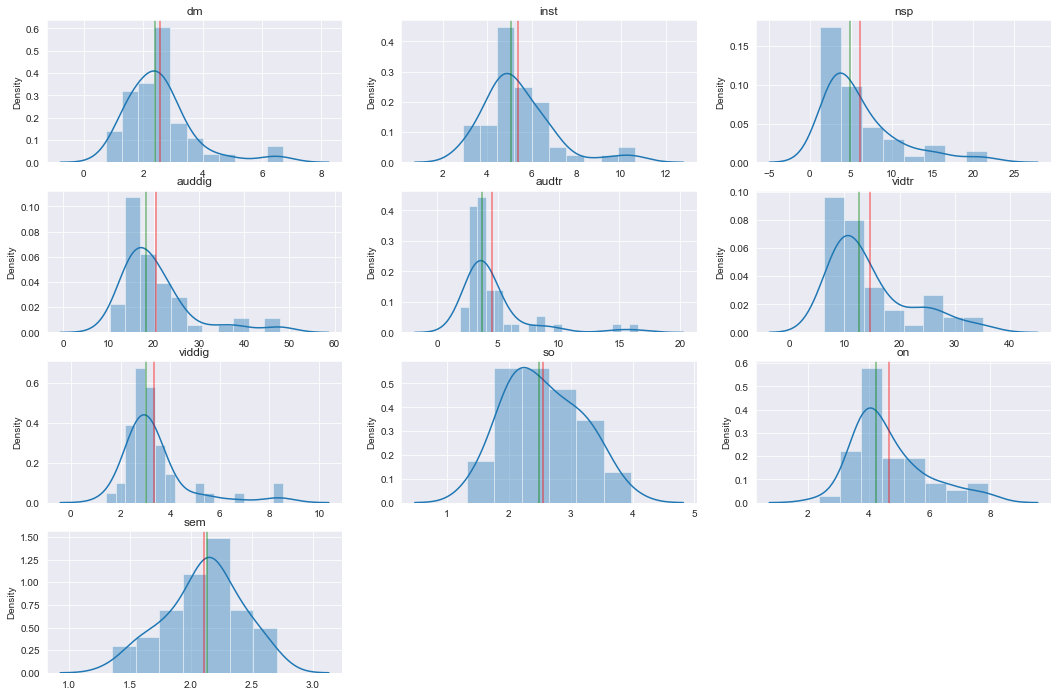 dm
inst
nsp
Density
0.0
0.1
0.2
0.3
0.4
0.5
0.6
0 2 4 6 8
Density
0.0
0.1
0.2
0.3
0.4
2 4 6 8 10 12
Density
0.00
0.05
0.10
0.15
−5 0 5 10 15 20 25
auddig
audtr
vidtr
Density
0.00
0.02
0.04
0.06
0.08
0.10
0 10 20 30 40 50 60
Density
0.0
0.1
0.2
0.3
0.4
0 5 10 15 20
Density
0.00
0.02
0.04
0.06
0.08
0.10
0 10 20 30 40
viddig
so
on
Density
0.0
0.2
0.4
0.6
0 2 4 6 8 10
Density
0.0
0.1
0.2
0.3
0.4
0.5
1 2 3 4 5
Density
0.0
0.1
0.2
0.3
0.4
0.5
0.6
2 4 6 8
sem
Density
0.00
0.25
0.50
0.75
1.00
1.25
1.50
1.0 1.5 2.0 2.5 3.0